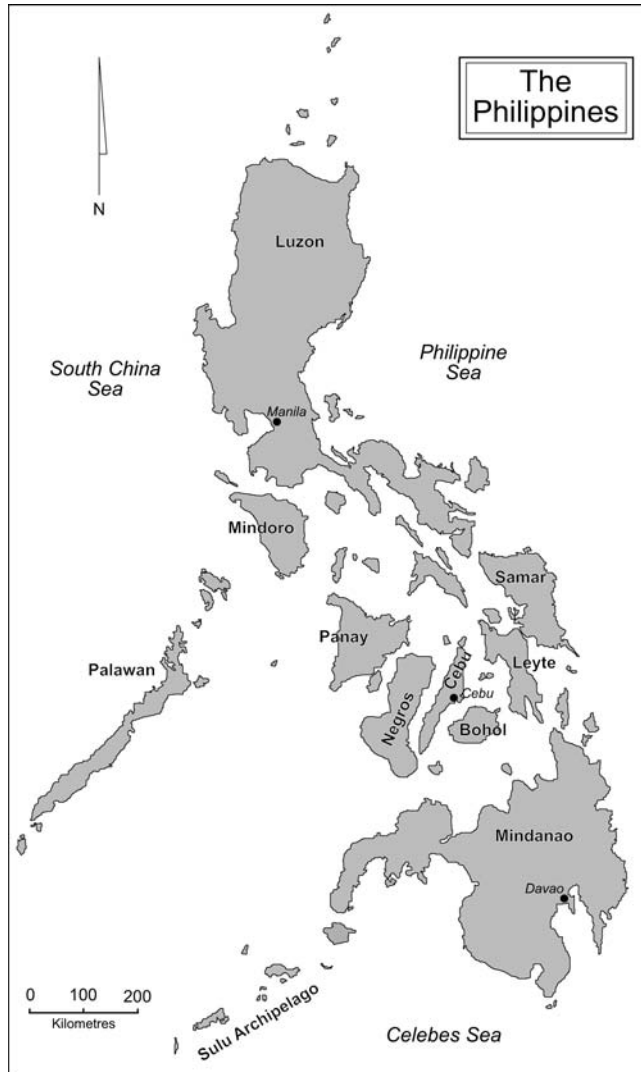 The
Philippines
N
Luzon
South China
Sea
Philippine
Sea
Manila
Mindoro
Samar
Panay
Palawan
Leyte
Cebu
Cebu
Negros
Bohol
Mindanao
Davao
0 100 200
Kilometres
Sulu Archipelago
Celebes Sea